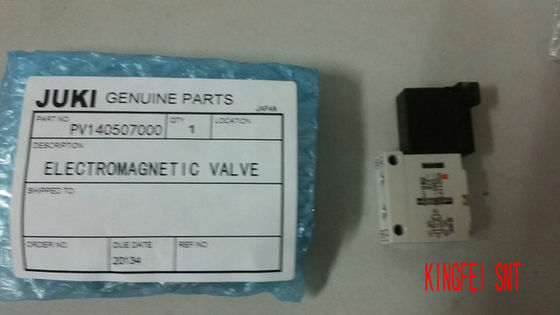 JUKI GENUINE PARTS
JAPAN
PART NO. QTY LOCATION
PV140507000 1
DESCRIPTION
ELECTROMAGNETIC VALVE
SHIPPED TO
ORDER NO. DUE DATE REF NO
20134
KINGFEI SMT